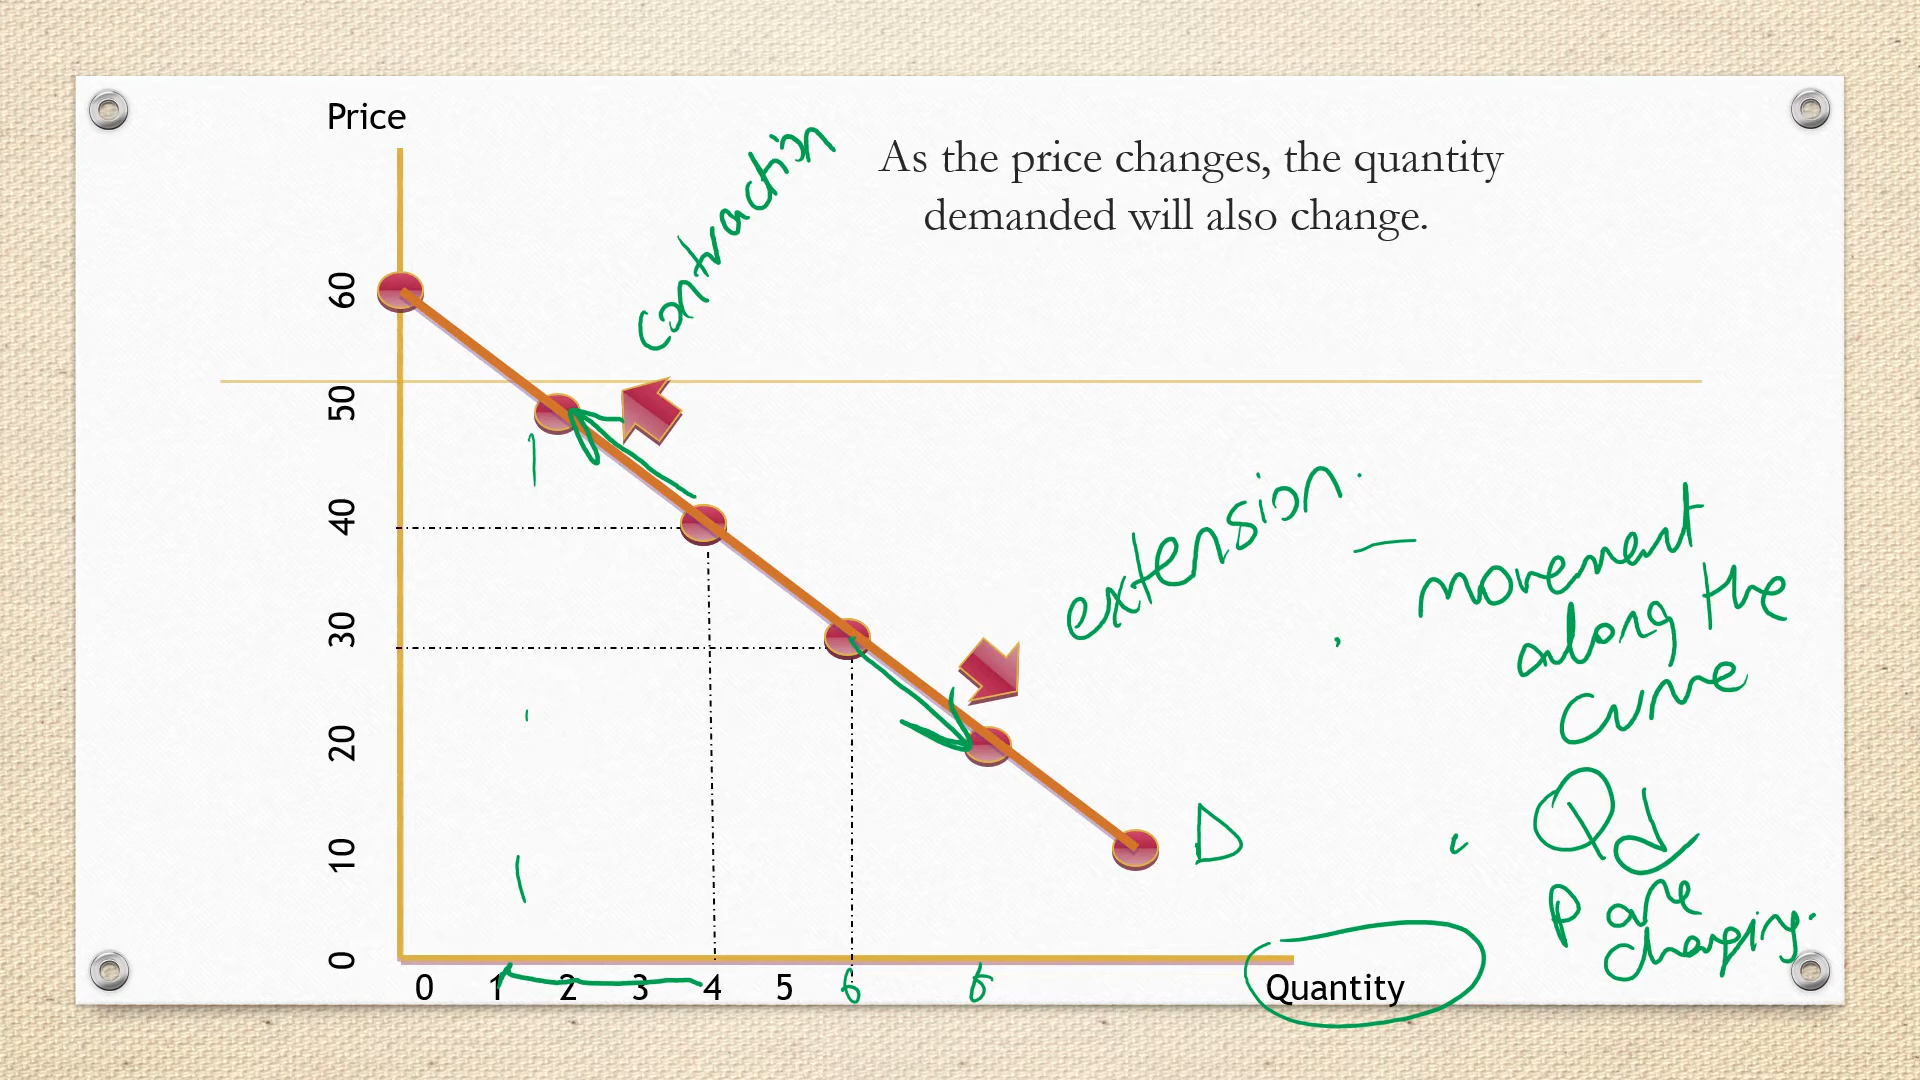 Price
As the price changes, the quantity
demanded will also change.
contraction
60
50
40
30
20
10
0
extension.
— movement
along the
curve
Qd
P are
changing.
D
0 1 2 3 4 5 6 8
Quantity